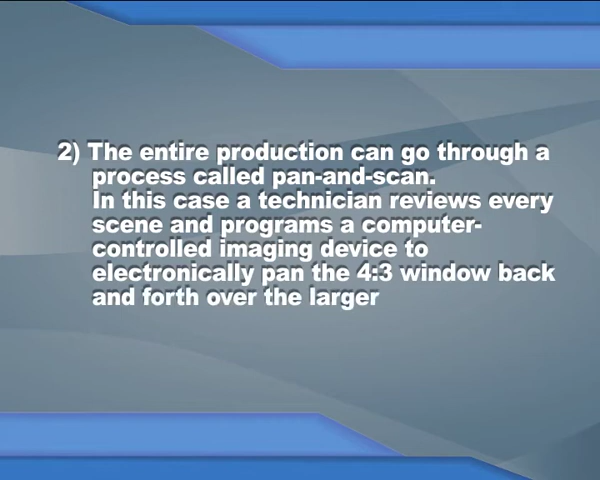 2) The entire production can go through a
process called pan-and-scan.
In this case a technician reviews every
scene and programs a computer-
controlled imaging device to
electronically pan the 4:3 window back
and forth over the larger